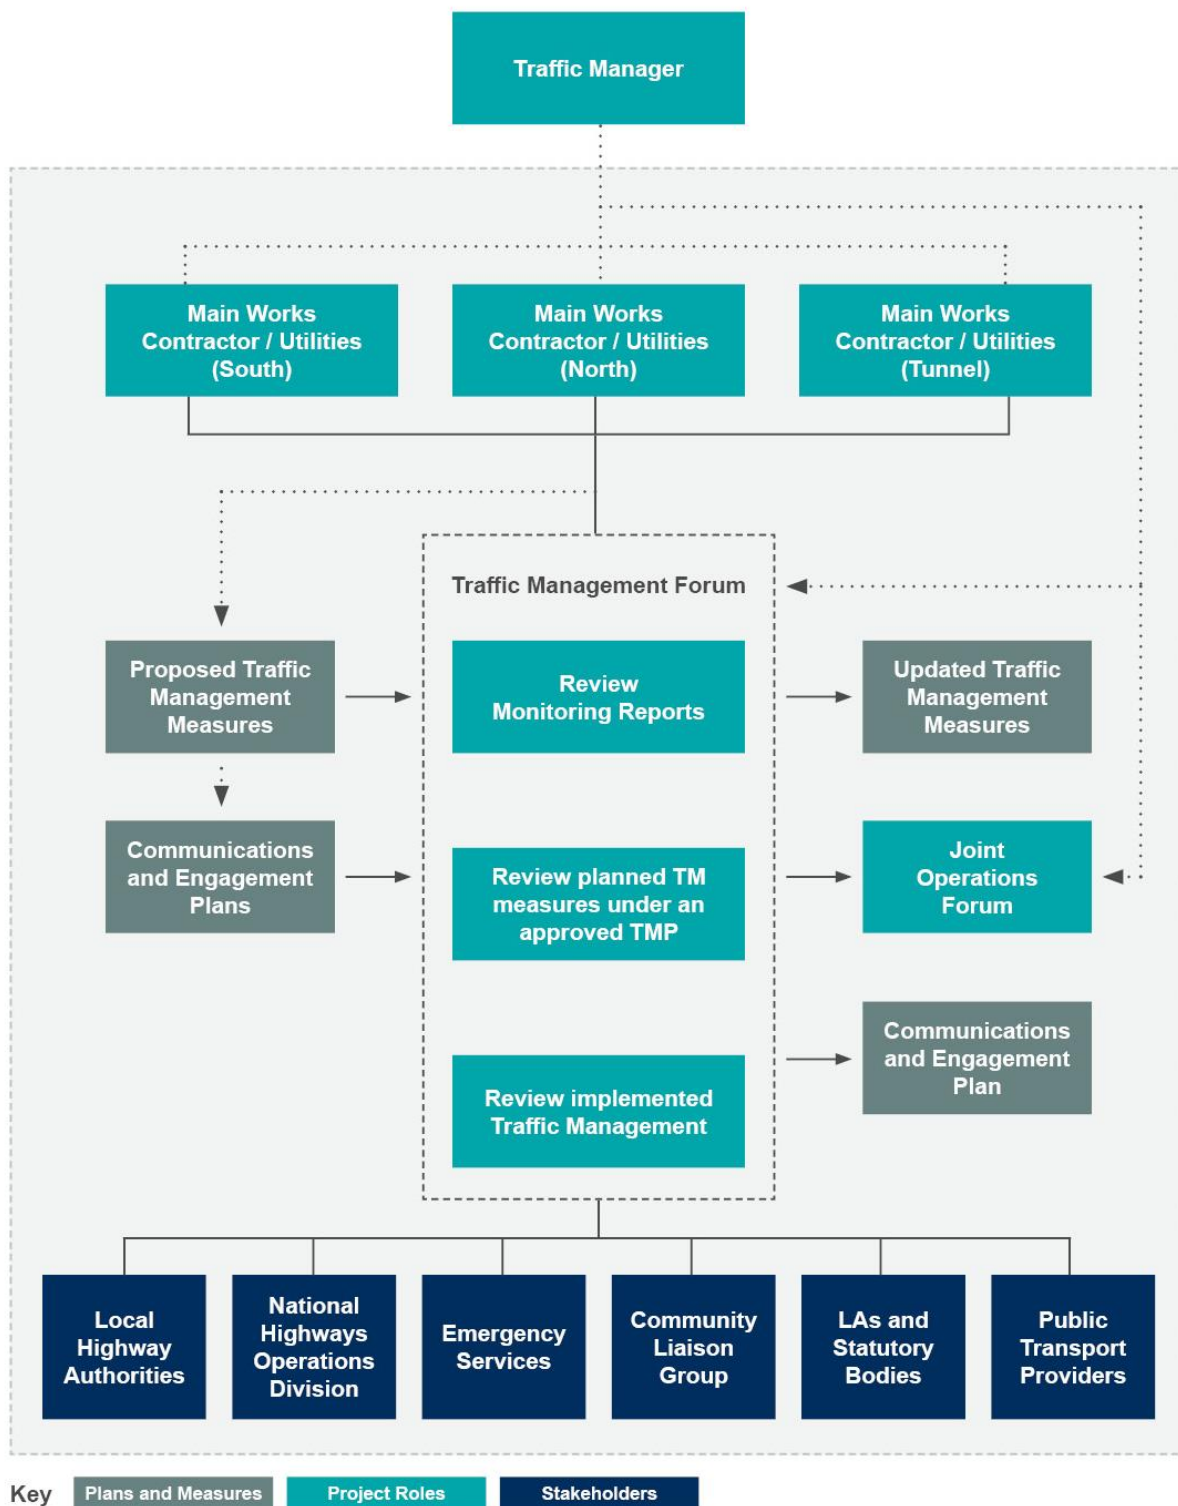 Traffic Manager
Main Works
Contractor / Utilities
(South)
Main Works
Contractor / Utilities
(North)
Main Works
Contractor / Utilities
(Tunnel)
Traffic Management Forum
Proposed Traffic
Management
Measures
Review
Monitoring Reports
Updated Traffic
Management
Measures
Communications
and Engagement
Plans
Review planned TM
measures under an
approved TMP
Joint
Operations
Forum
Review implemented
Traffic Management
Communications
and Engagement
Plan
Local
Highway
Authorities
National
Highways
Operations
Division
Emergency
Services
Community
Liaison
Group
LAs and
Statutory
Bodies
Public
Transport
Providers
Key
Plans and Measures
Project Roles
Stakeholders